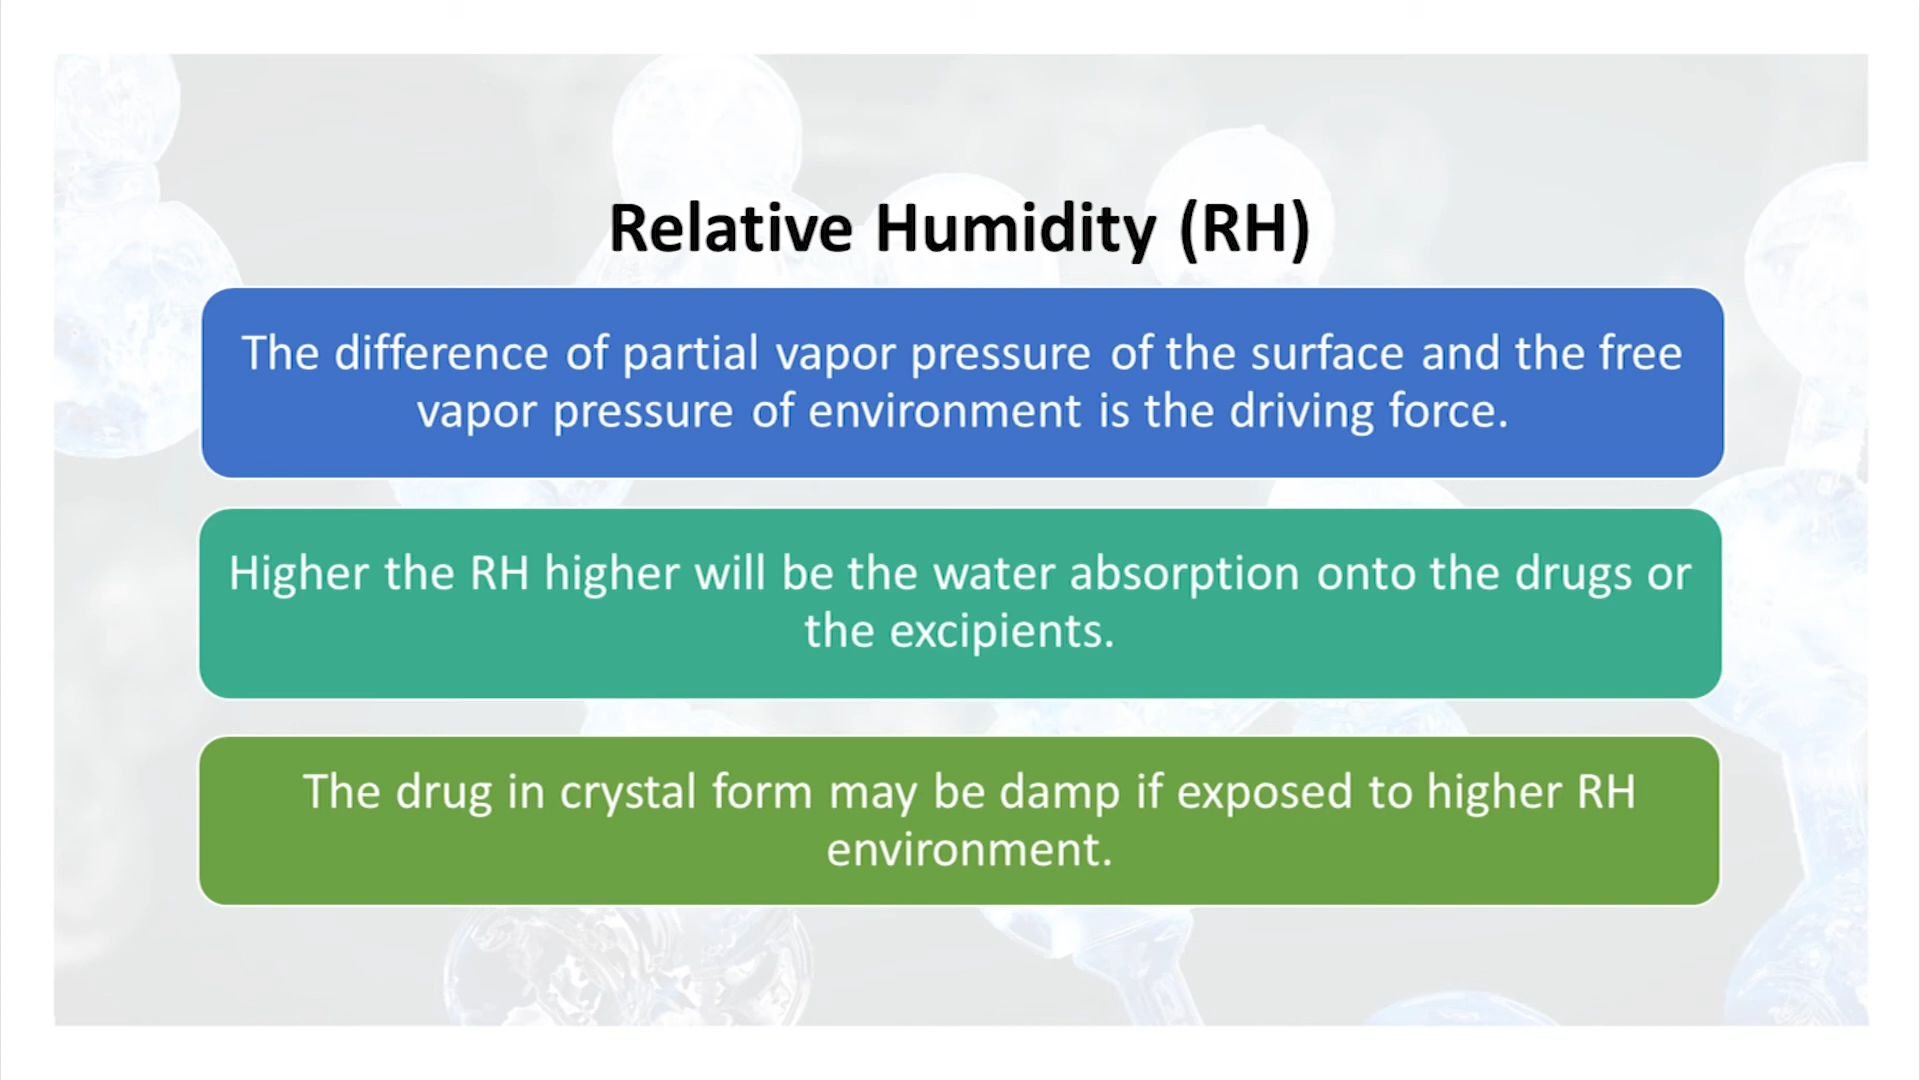 Relative Humidity (RH)
The difference of partial vapor pressure of the surface and the free
vapor pressure of environment is the driving force.
Higher the RH higher will be the water absorption onto the drugs or
the excipients.
The drug in crystal form may be damp if exposed to higher RH
environment.